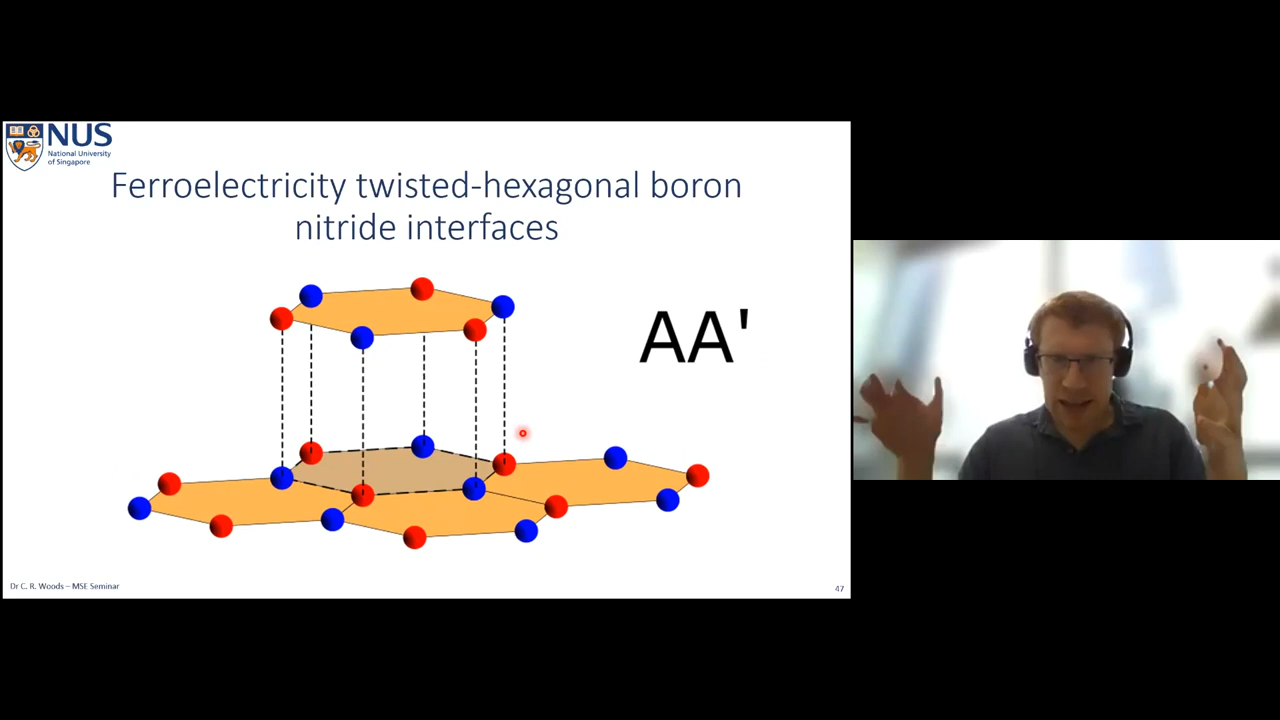 NUS
National University
of Singapore
Ferroelectricity twisted-hexagonal boron
nitride interfaces
AA'
Dr C. R. Woods – MSE Seminar
47